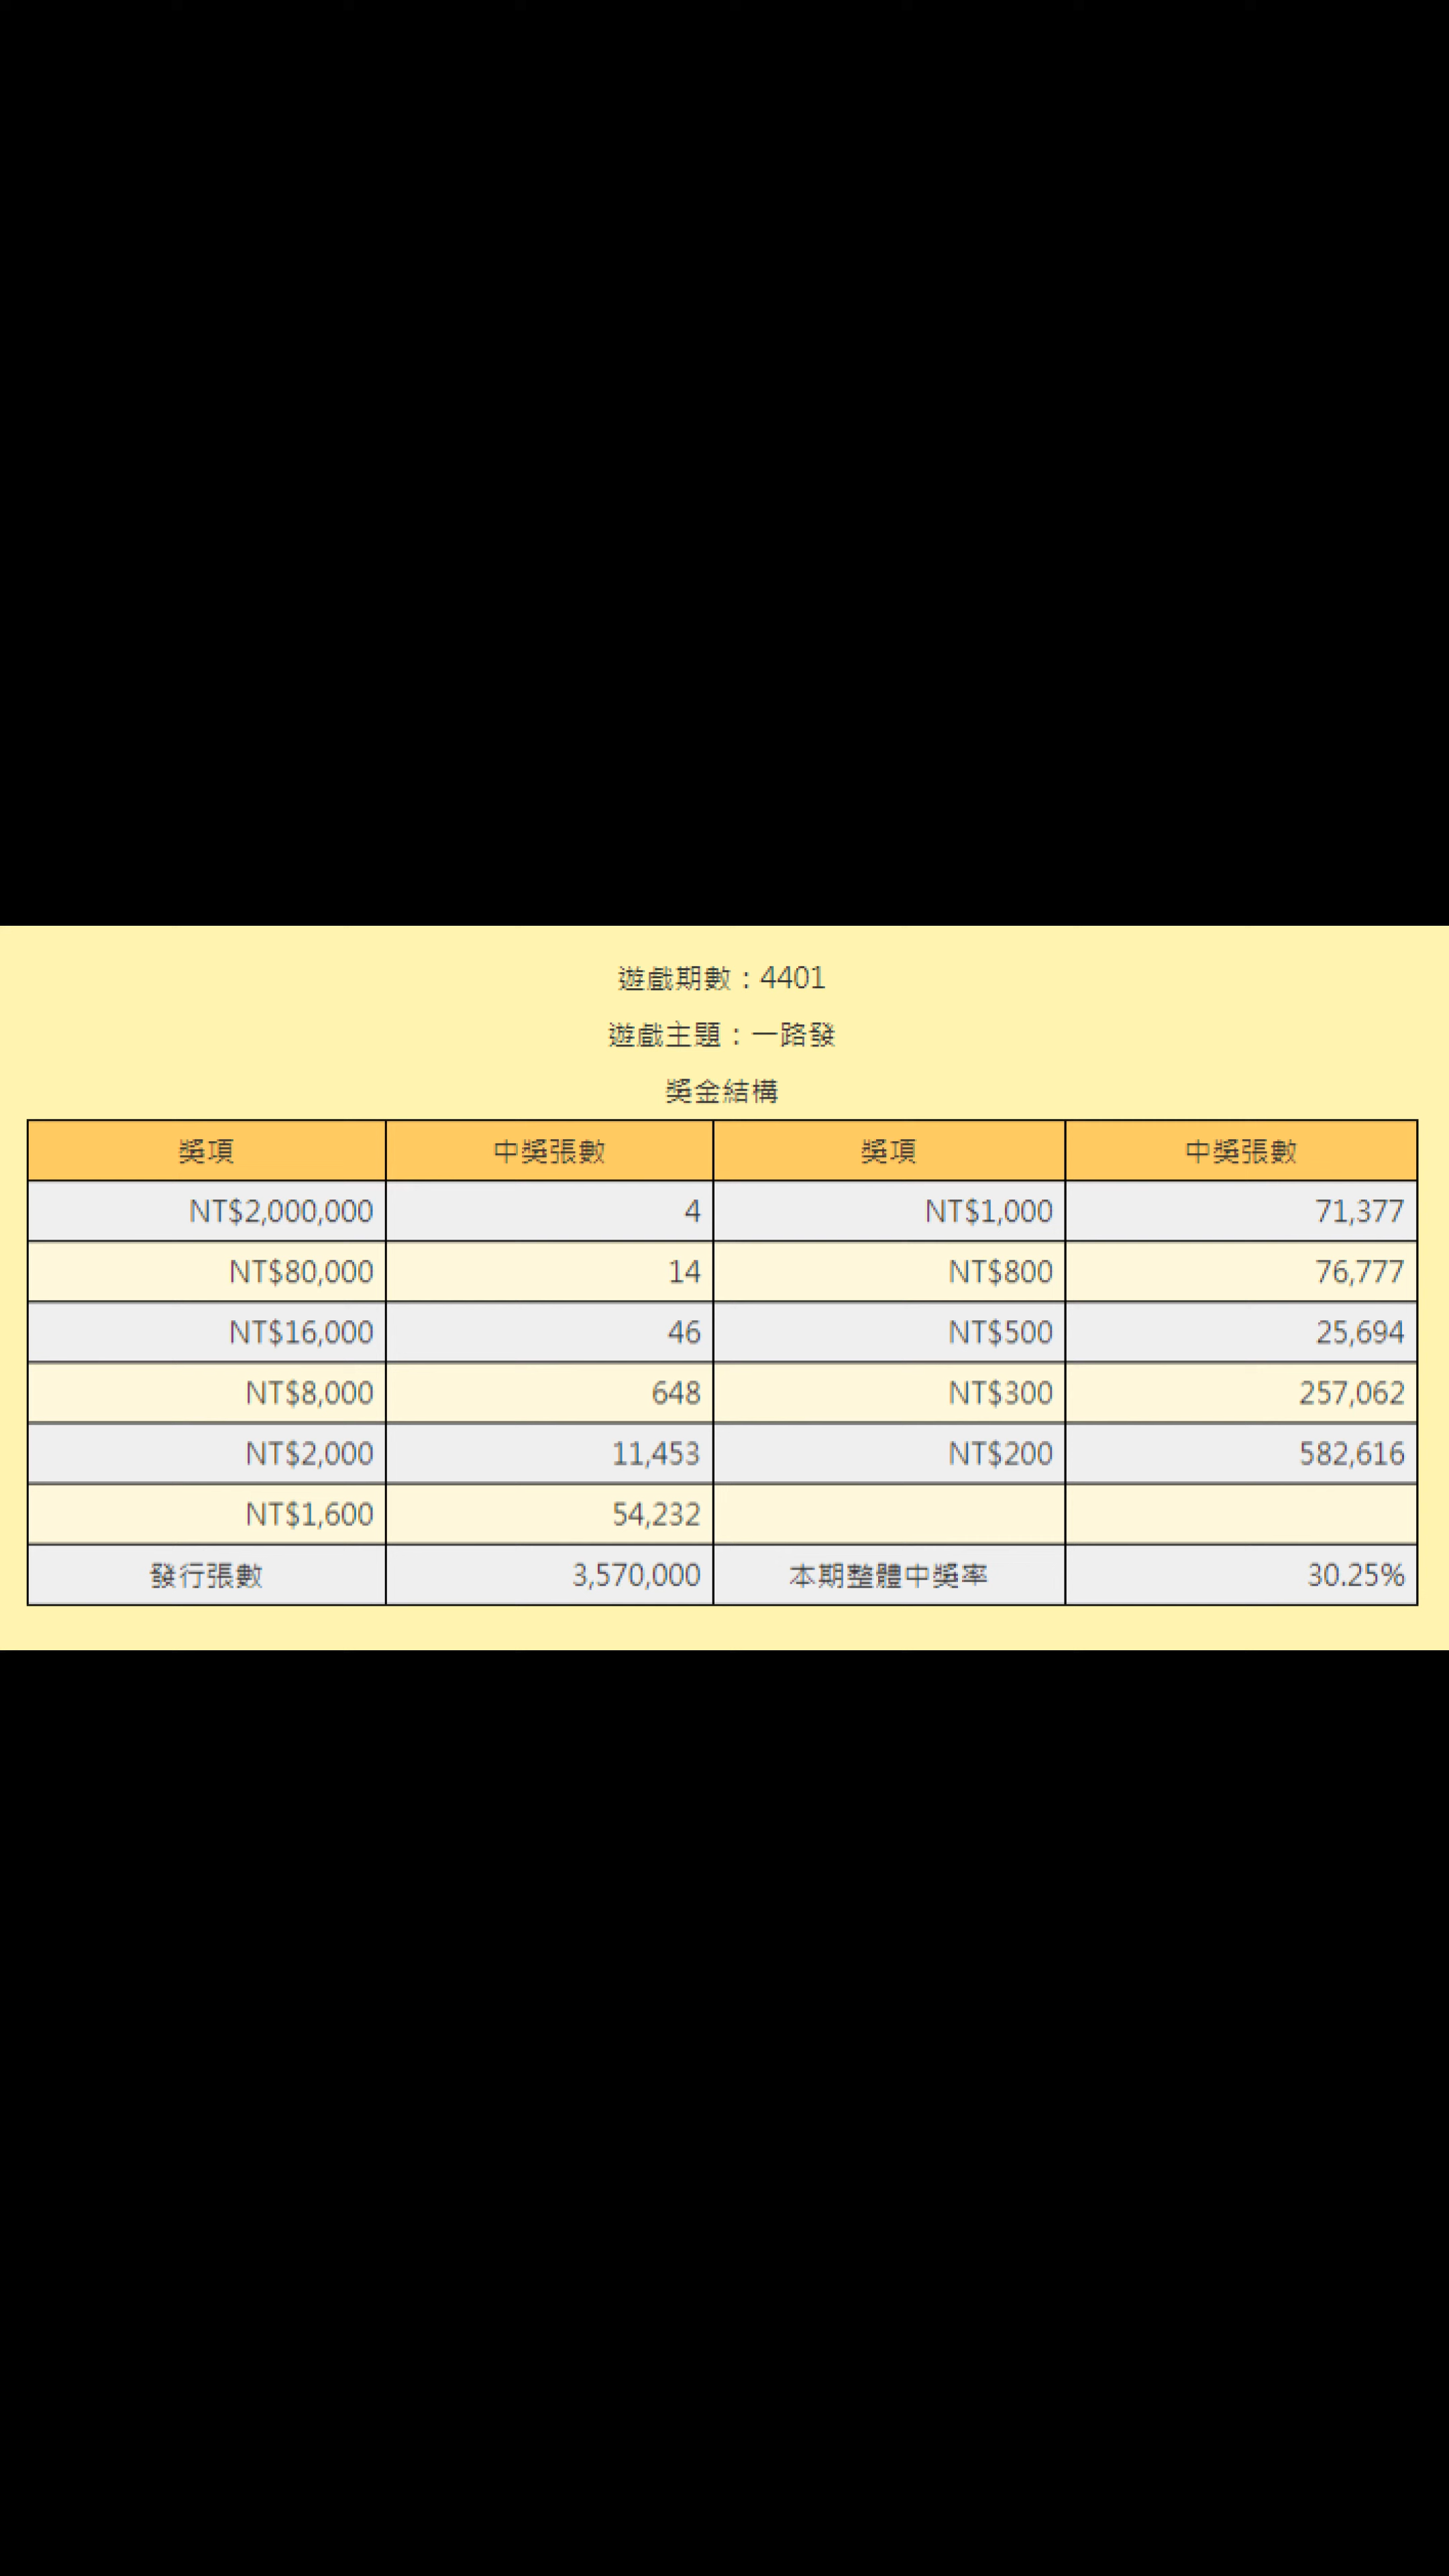 遊戲期數：4401
遊戲主題：一路發
獎金結構
獎項 中獎張數 獎項 中獎張數
NT$2,000,000 4 NT$1,000 71,377
NT$80,000 14 NT$800 76,777
NT$16,000 46 NT$500 25,694
NT$8,000 648 NT$300 257,062
NT$2,000 11,453 NT$200 582,616
NT$1,600 54,232
發行張數 3,570,000 本期整體中獎率 30.25%